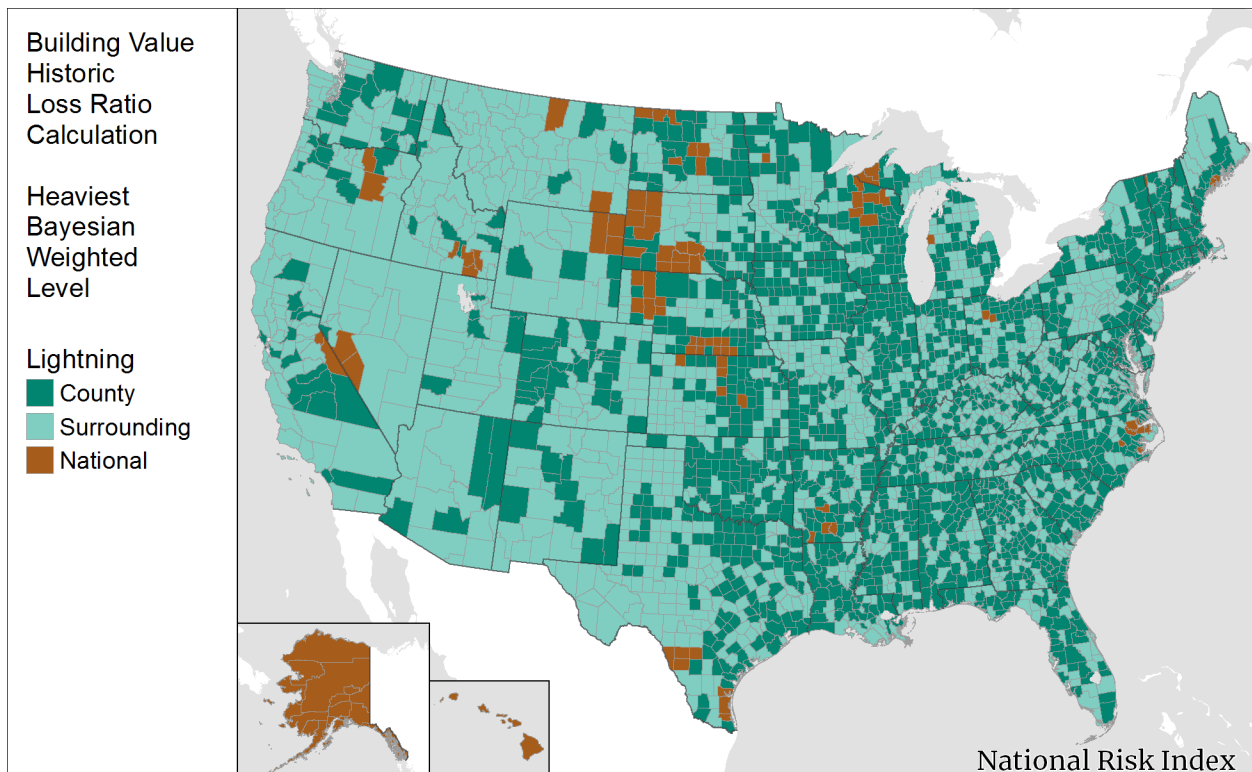 Building Value
Historic
Loss Ratio
Calculation
Heaviest
Bayesian
Weighted
Level
Lightning
County
Surrounding
National
National Risk Index